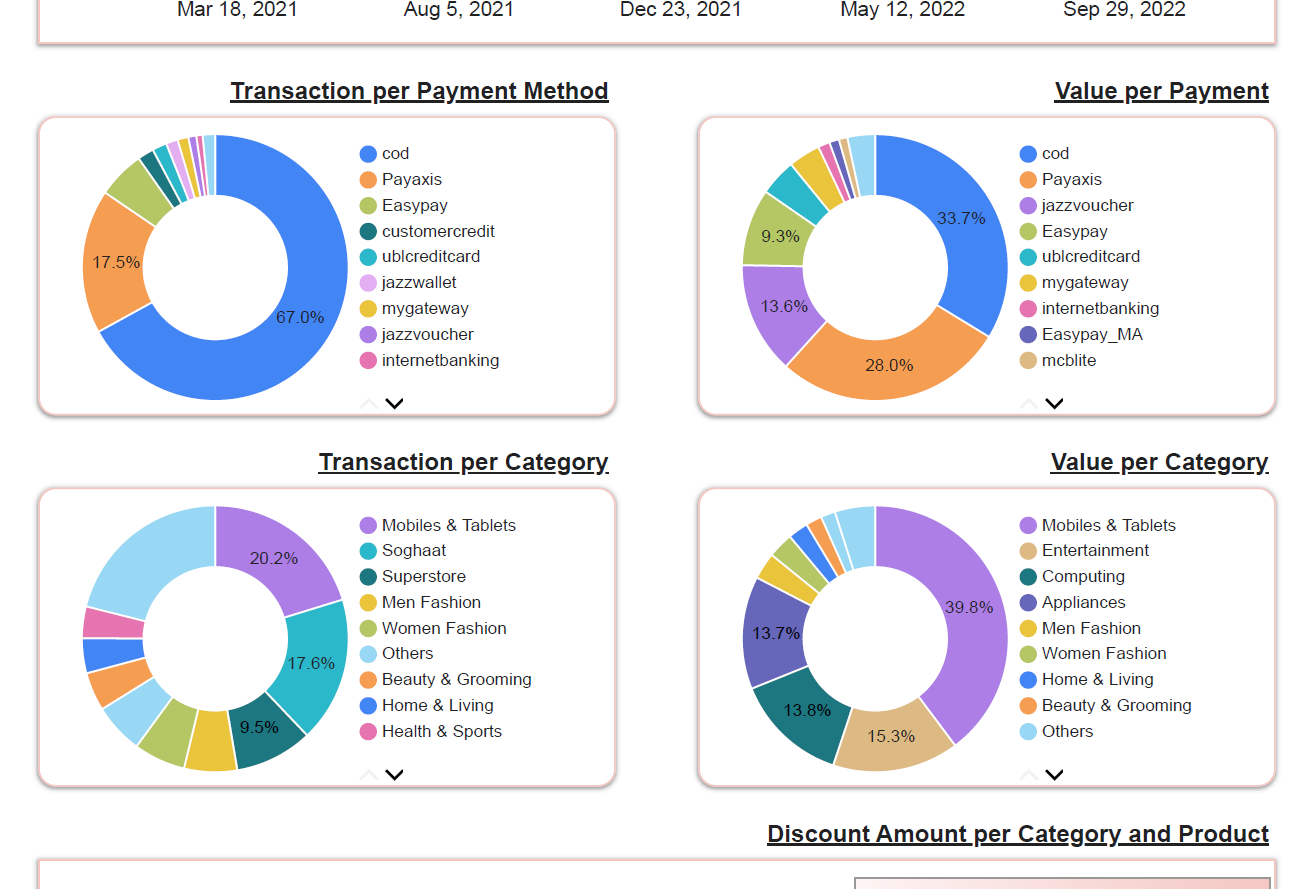 Mar 18, 2021 Aug 5, 2021 Dec 23, 2021 May 12, 2022 Sep 29, 2022
Transaction per Payment Method
17.5%
67.0%
cod
Payaxis
Easypay
customercredit
ublcreditcard
jazzwallet
mygateway
jazzvoucher
internetbanking
Value per Payment
33.7%
9.3%
13.6%
28.0%
cod
Payaxis
jazzvoucher
Easypay
ublcreditcard
mygateway
internetbanking
Easypay_MA
mcblite
Transaction per Category
20.2%
17.6%
9.5%
Mobiles & Tablets
Soghaat
Superstore
Men Fashion
Women Fashion
Others
Beauty & Grooming
Home & Living
Health & Sports
Value per Category
39.8%
13.7%
13.8%
15.3%
Mobiles & Tablets
Entertainment
Computing
Appliances
Men Fashion
Women Fashion
Home & Living
Beauty & Grooming
Others
Discount Amount per Category and Product